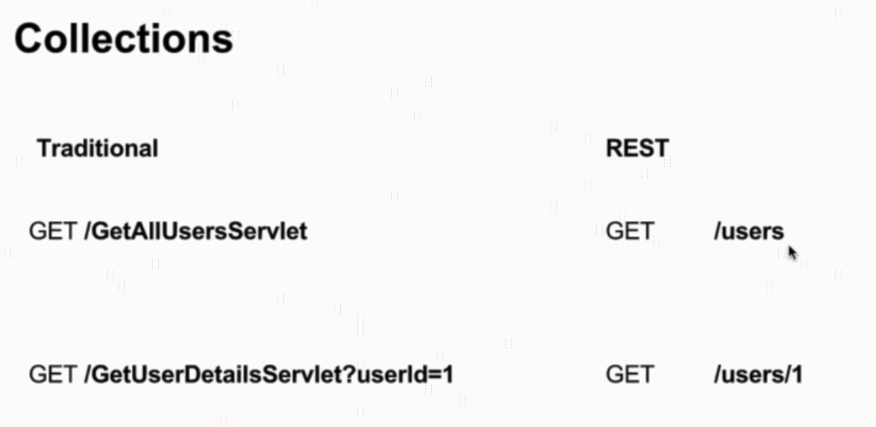 Collections
Traditional REST
GET /GetAllUsersServlet GET /users
GET /GetUserDetailsServlet?userId=1 GET /users/1